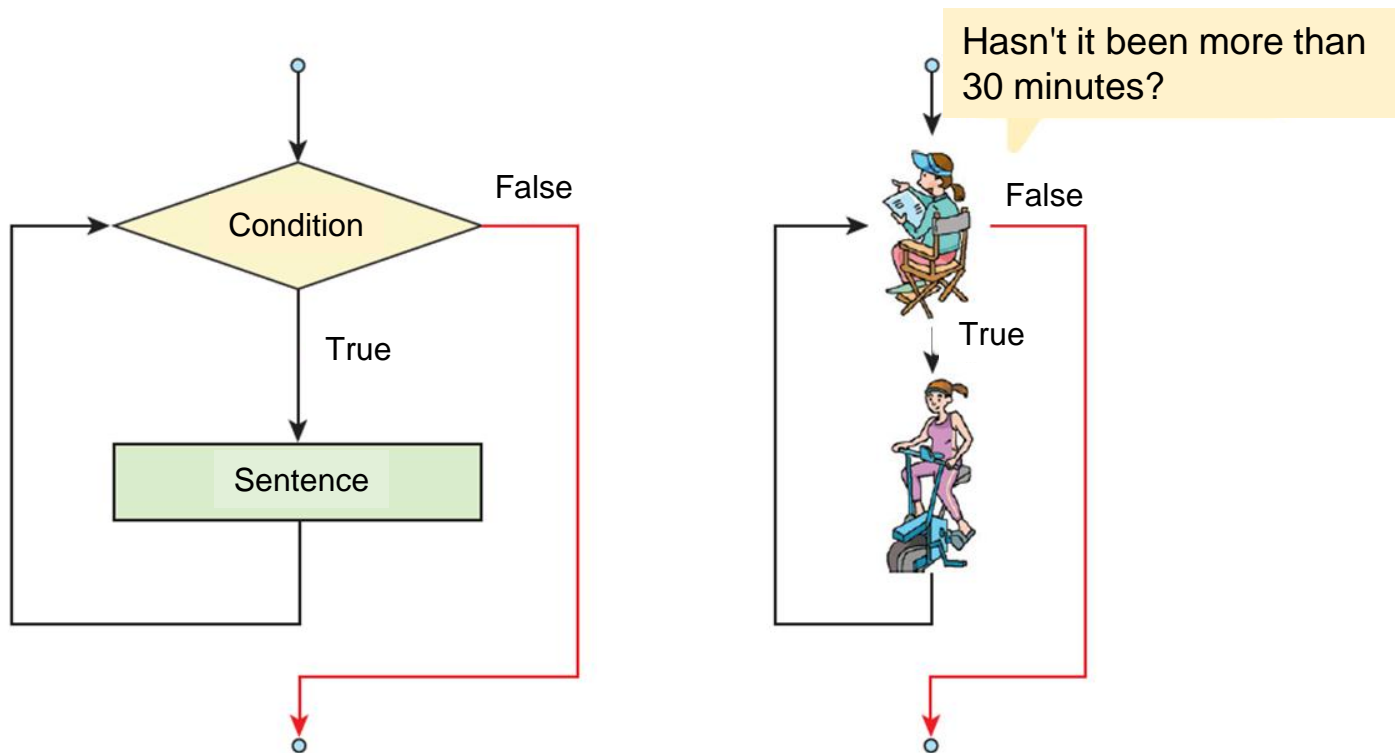 Hasn't it been more than
30 minutes?
False
Condition
True
Sentence
False
True